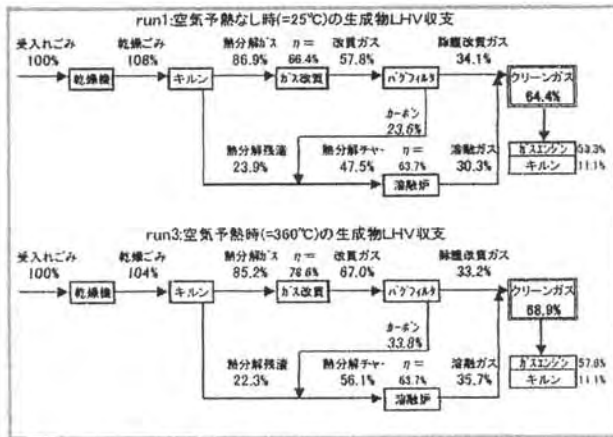 run1:空気予熱なし時(=25℃)の生成物LHV収支
受入れごみ 乾燥ごみ 熱分解ガス η= 改質ガス 除塵改質ガス
100% 108% 86.9% 66.4% 57.8% 34.1%
乾燥機 キルン ガス改質 バグフィルタ クリーンガス
64.4%
カーボン
23.6%
熱分解残渣 熱分解チャー η= 溶融ガス
23.9% 47.5% 63.7% 30.3%
溶融炉
ガスエンジン 53.3%
キルン 11.1%
run3:空気予熱時(=360℃)の生成物LHV収支
受入れごみ 乾燥ごみ 熱分解ガス η= 改質ガス 除塵改質ガス
100% 104% 85.2% 78.6% 67.0% 33.2%
乾燥機 キルン ガス改質 バグフィルタ クリーンガス
68.9%
カーボン
33.8%
熱分解残渣 熱分解チャー η= 溶融ガス
22.3% 56.1% 63.7% 35.7%
溶融炉
ガスエンジン 57.8%
キルン 11.1%